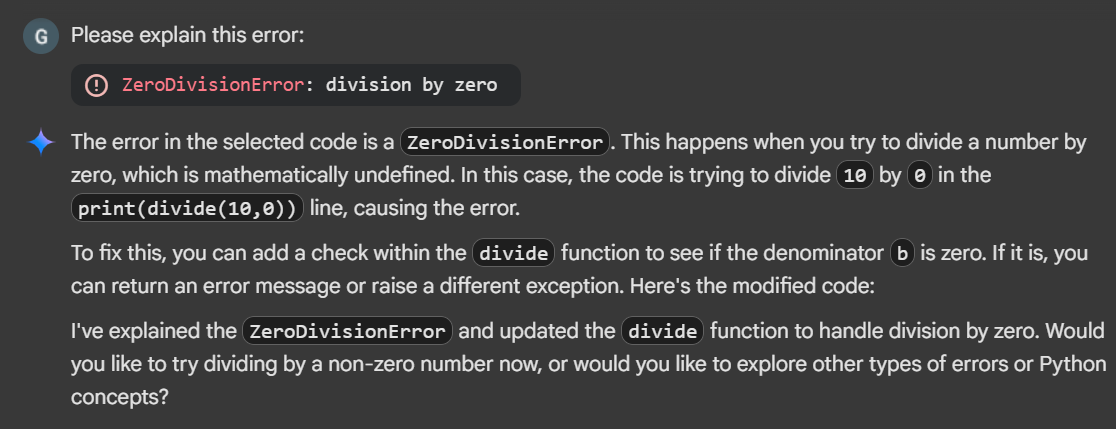 G Please explain this error:
ZeroDivisionError: division by zero
The error in the selected code is a ZeroDivisionError. This happens when you try to divide a number by
zero, which is mathematically undefined. In this case, the code is trying to divide 10 by 0 in the
print(divide(10,0)) line, causing the error.
To fix this, you can add a check within the divide function to see if the denominator b is zero. If it is, you
can return an error message or raise a different exception. Here's the modified code:
I've explained the ZeroDivisionError and updated the divide function to handle division by zero. Would
you like to try dividing by a non-zero number now, or would you like to explore other types of errors or Python
concepts?